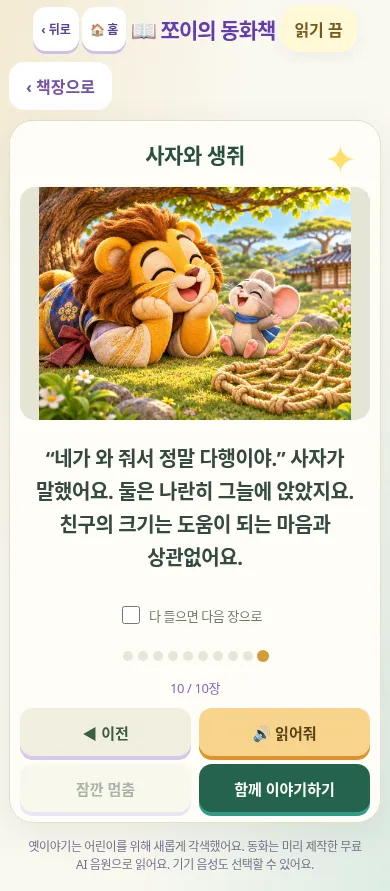 ‹ 뒤로 🏠 홈 📖 쪼이의 동화책 읽기 끔
‹ 책장으로
사자와 생쥐
“네가 와 줘서 정말 다행이야.” 사자가
말했어요. 둘은 나란히 그늘에 앉았지요.
친구의 크기는 도움이 되는 마음과
상관없어요.
다 들으면 다음 장으로
10 / 10장
◀ 이전 🔊 읽어줘
잠깐 멈춤 함께 이야기하기
옛이야기는 어린이를 위해 새롭게 각색했어요. 동화는 미리 제작한 무료
AI 음원으로 읽어요. 기기 음성도 선택할 수 있어요.